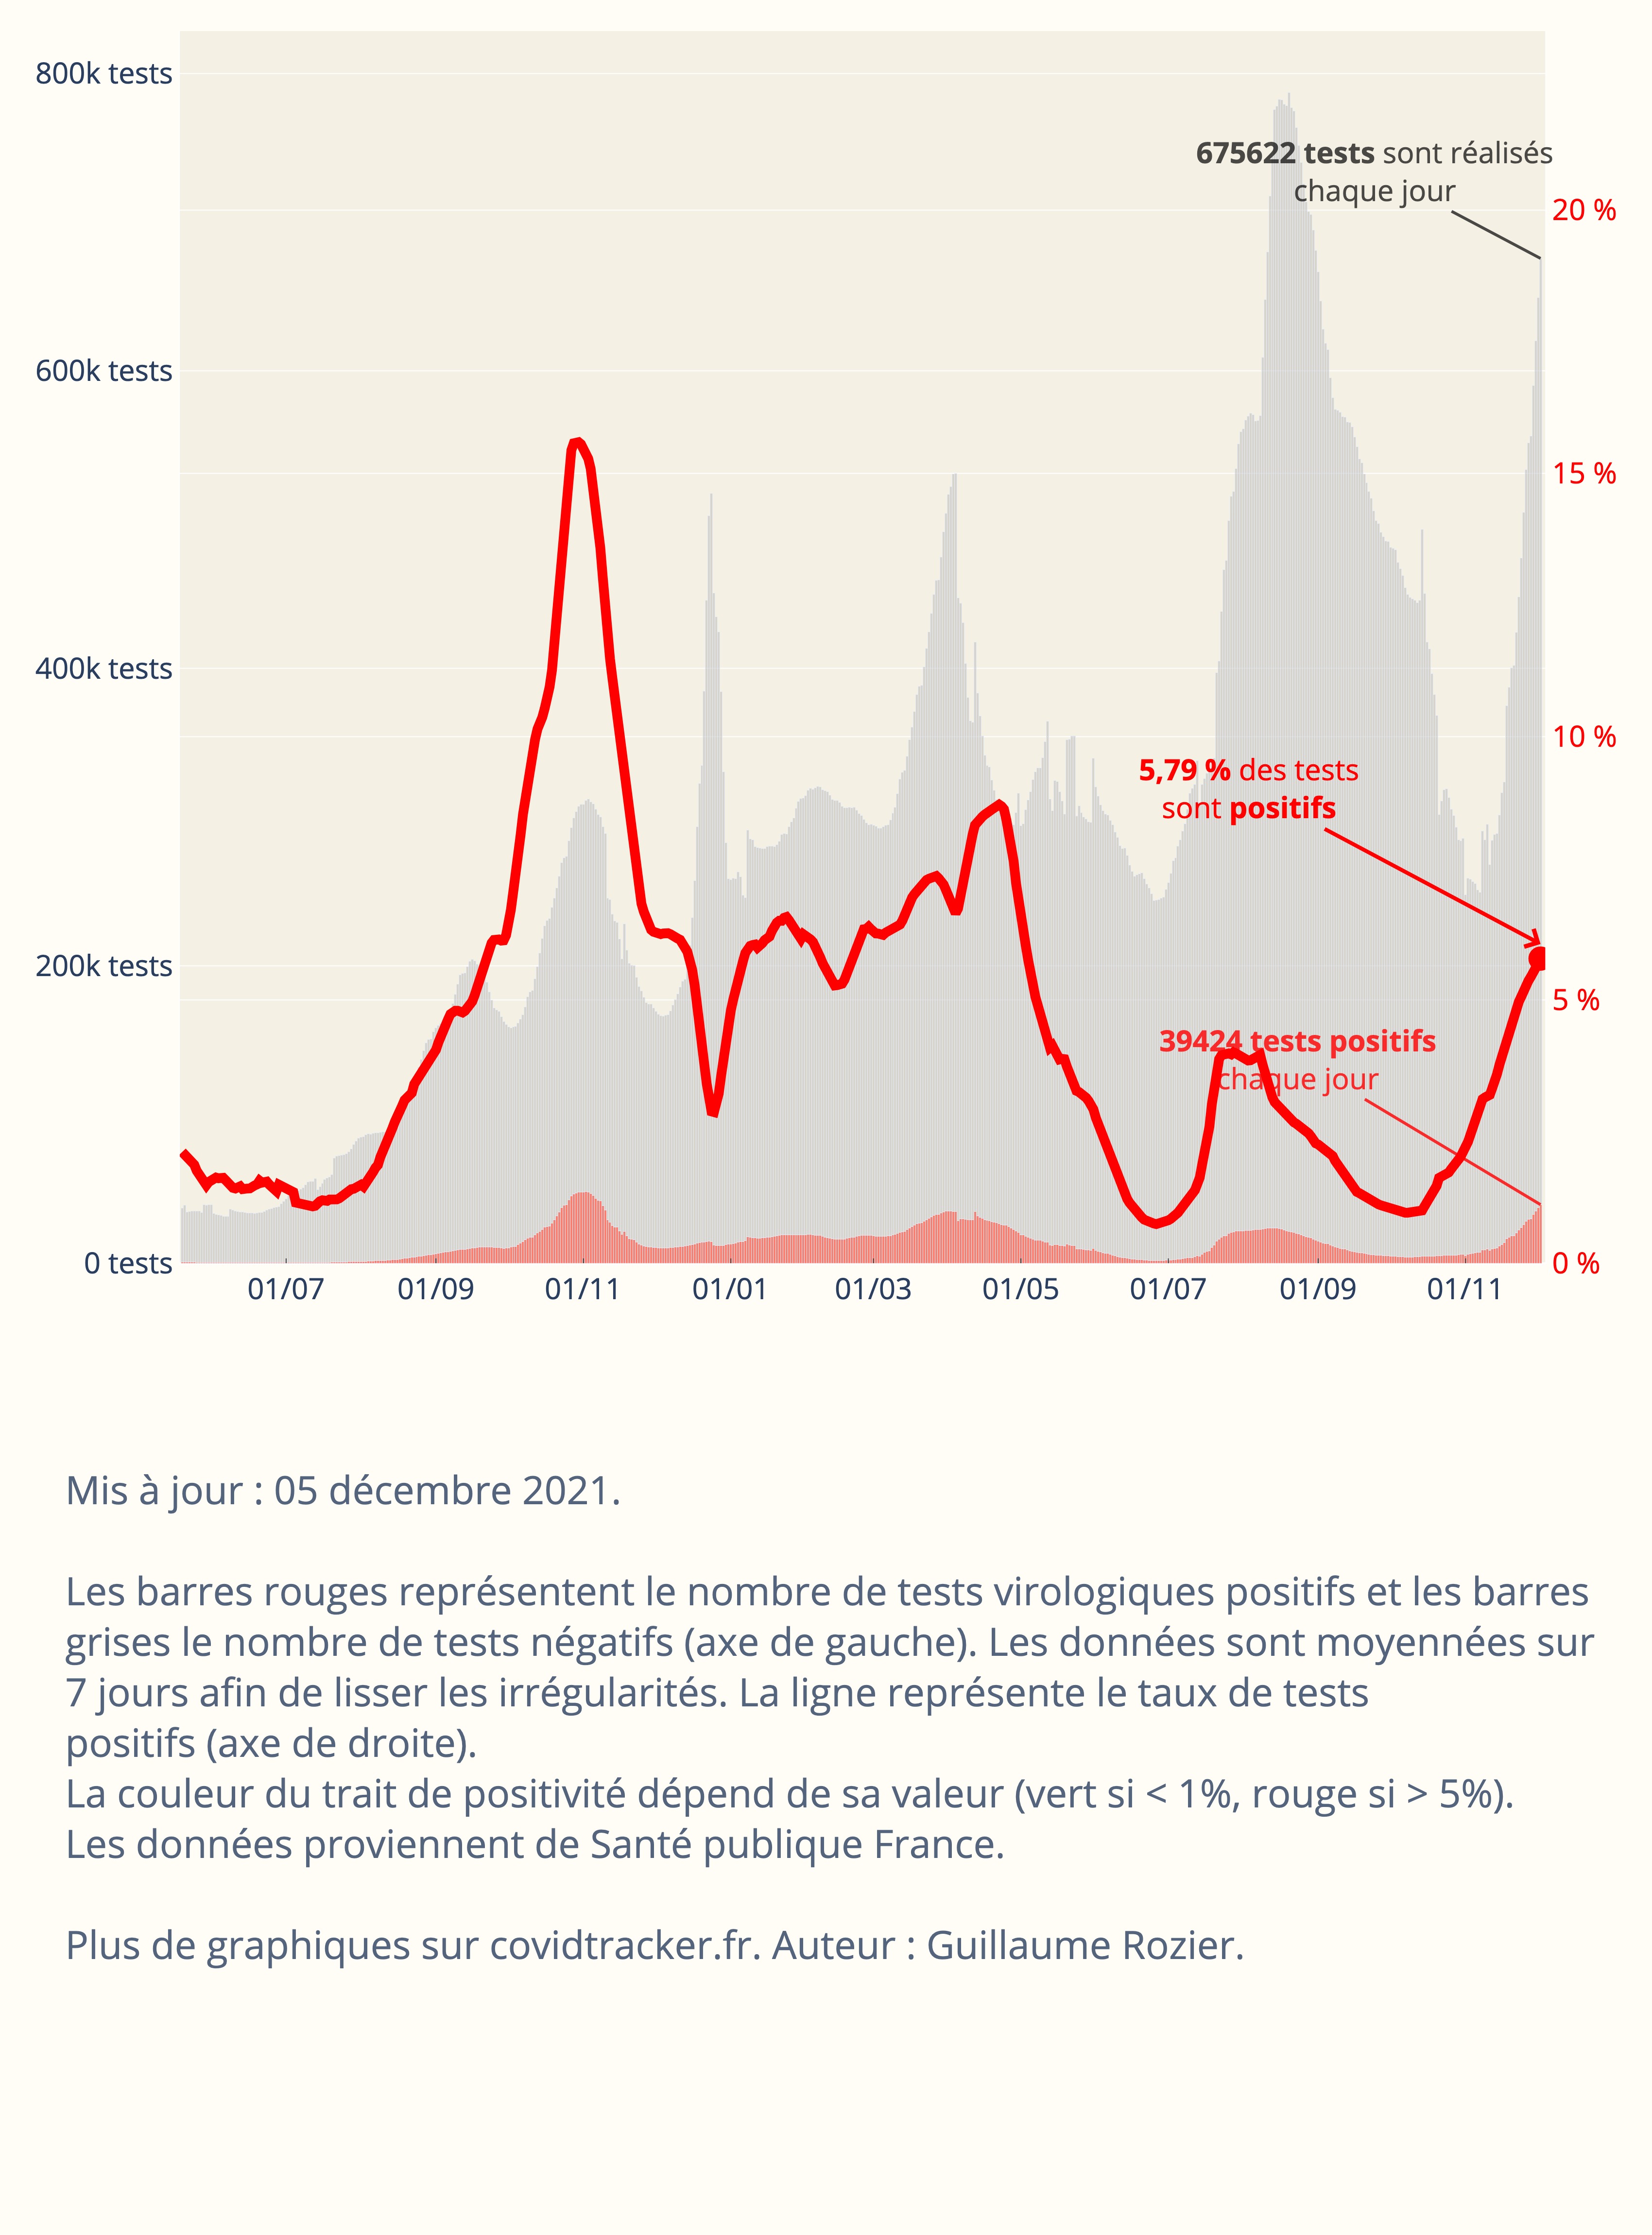 800k tests
675622 tests sont réalisés
chaque jour
20 %
600k tests
15 %
400k tests
10 %
5,79 % des tests
sont positifs
200k tests
5 %
39424 tests positifs
chaque jour
0 tests
0 %
01/07
01/09
01/11
01/01
01/03
01/05
01/07
01/09
01/11
Mis à jour : 05 décembre 2021.
Les barres rouges représentent le nombre de tests virologiques positifs et les barres
grises le nombre de tests négatifs (axe de gauche). Les données sont moyennées sur
7 jours afin de lisser les irrégularités. La ligne représente le taux de tests
positifs (axe de droite).
La couleur du trait de positivité dépend de sa valeur (vert si < 1%, rouge si > 5%).
Les données proviennent de Santé publique France.
Plus de graphiques sur covidtracker.fr. Auteur : Guillaume Rozier.